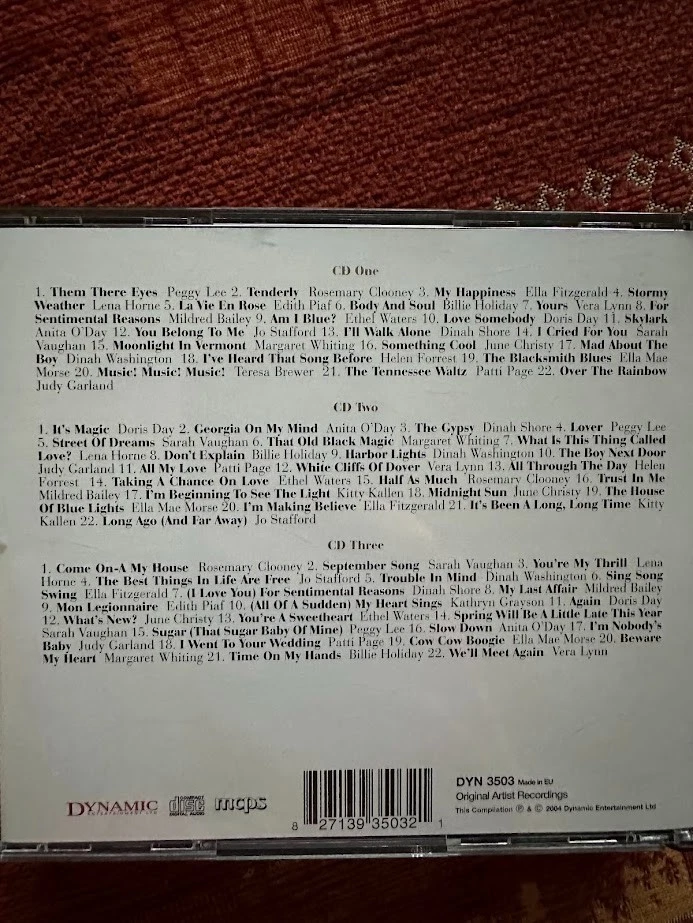 CD One
1. Them There Eyes Peggy Lee 2. Tenderly Rosemary Clooney 3. My Happiness Ella Fitzgerald 4. Stormy
Weather Lena Horne 5. La Vie En Rose Edith Piaf 6. Body And Soul Billie Holiday 7. Yours Vera Lynn 8. For
Sentimental Reasons Mildred Bailey 9. Am I Blue? Ethel Waters 10. Love Somebody Doris Day 11. Skylark
Anita O'Day 12. You Belong To Me Jo Stafford 13. I'll Walk Alone Dinah Shore 14. I Cried For You Sarah
Vaughan 15. Moonlight In Vermont Margaret Whiting 16. Something Cool June Christy 17. Mad About The
Boy Dinah Washington 18. I've Heard That Song Before Helen Forrest 19. The Blacksmith Blues Ella Mae
Morse 20. Music! Music! Music! Teresa Brewer 21. The Tennessee Waltz Patti Page 22. Over The Rainbow
Judy Garland
CD Two
1. It's Magic Doris Day 2. Georgia On My Mind Anita O'Day 3. The Gypsy Dinah Shore 4. Lover Peggy Lee
5. Street Of Dreams Sarah Vaughan 6. That Old Black Magic Margaret Whiting 7. What Is This Thing Called
Love? Lena Horne 8. Don't Explain Billie Holiday 9. Harbor Lights Dinah Washington 10. The Boy Next Door
Judy Garland 11. All My Love Patti Page 12. White Cliffs Of Dover Vera Lynn 13. All Through The Day Helen
Forrest 14. Taking A Chance On Love Ethel Waters 15. Half As Much Rosemary Clooney 16. Trust In Me
Mildred Bailey 17. I'm Beginning To See The Light Kitty Kallen 18. Midnight Sun June Christy 19. The House
Of Blue Lights Ella Mae Morse 20. I'm Making Believe Ella Fitzgerald 21. It's Been A Long, Long Time Kitty
Kallen 22. Long Ago (And Far Away) Jo Stafford
CD Three
1. Come On-A My House Rosemary Clooney 2. September Song Sarah Vaughan 3. You're My Thrill Lena
Horne 4. The Best Things In Life Are Free Jo Stafford 5. Trouble In Mind Dinah Washington 6. Sing Song
Swing Ella Fitzgerald 7. (I Love You) For Sentimental Reasons Dinah Shore 8. My Last Affair Mildred Bailey
9. Mon Legionnaire Edith Piaf 10. (All Of A Sudden) My Heart Sings Kathryn Grayson 11. Again Doris Day
12. What's New? June Christy 13. You're A Sweetheart Ethel Waters 14. Spring Will Be A Little Late This Year
Sarah Vaughan 15. Sugar (That Sugar Baby Of Mine) Peggy Lee 16. Slow Down Anita O'Day 17. I'm Nobody's
Baby Judy Garland 18. I Went To Your Wedding Patti Page 19. Cow Cow Boogie Ella Mae Morse 20. Beware
My Heart Margaret Whiting 21. Time On My Hands Billie Holiday 22. We'll Meet Again Vera Lynn
DYNAMIC
ENTERTAINMENT LTD
COMPACT
disc
DIGITAL AUDIO
mcps
8 27139 35032 1
DYN 3503 Made in EU
Original Artist Recordings
This Compilation ℗ & © 2004 Dynamic Entertainment Ltd